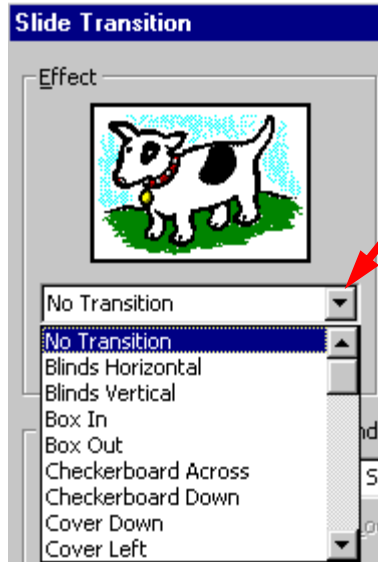 Slide Transition
Effect
No Transition
No Transition
Blinds Horizontal
Blinds Vertical
Box In
Box Out
Checkerboard Across
Checkerboard Down
Cover Down
Cover Left